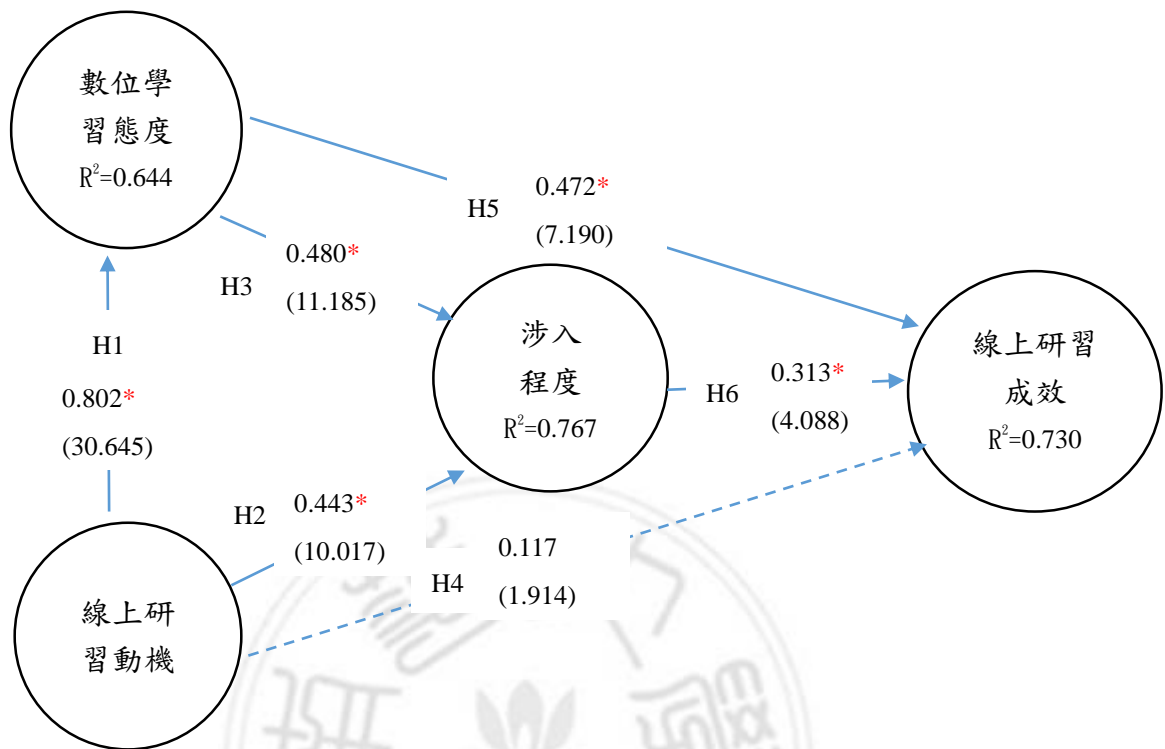 數位學
習態度
R²=0.644
H5
0.472*
(7.190)
H3
0.480*
(11.185)
H1
0.802*
(30.645)
涉入
程度
R²=0.767
H6
0.313*
(4.088)
線上研習
成效
R²=0.730
H2
0.443*
(10.017)
H4
0.117
(1.914)
線上研
習動機